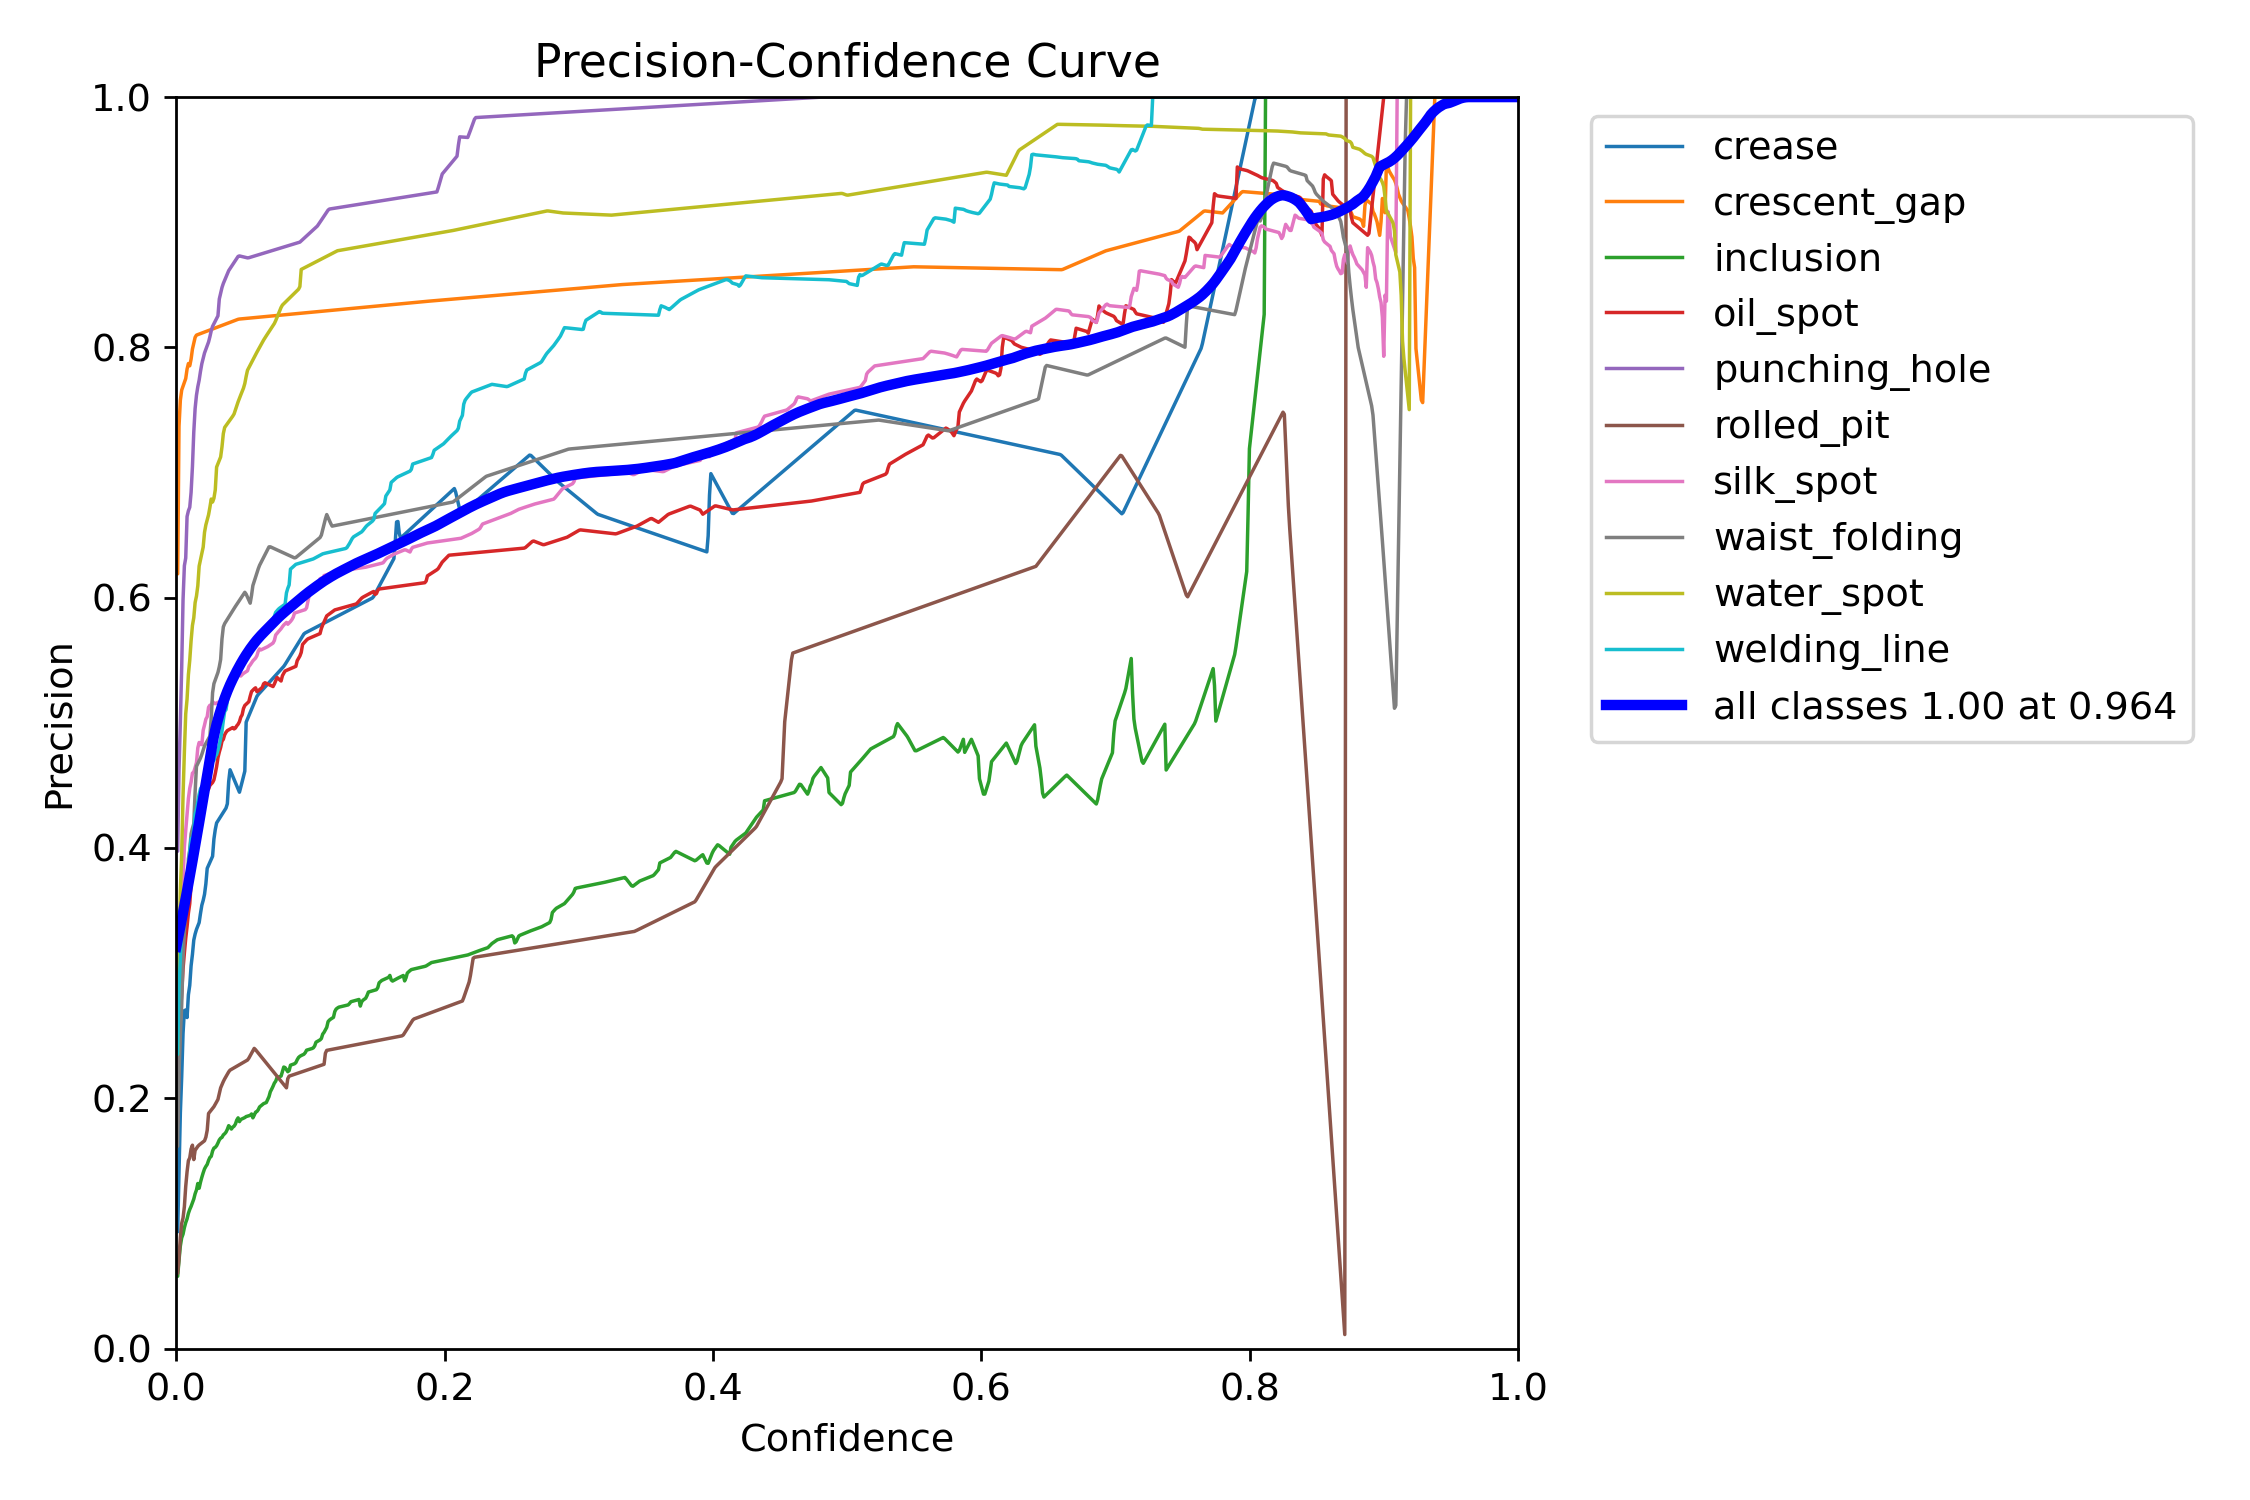 Precision-Confidence Curve
1.0
0.8
0.6
0.4
0.2
0.0
Precision
0.0 0.2 0.4 0.6 0.8 1.0
Confidence
crease
crescent_gap
inclusion
oil_spot
punching_hole
rolled_pit
silk_spot
waist_folding
water_spot
welding_line
all classes 1.00 at 0.964